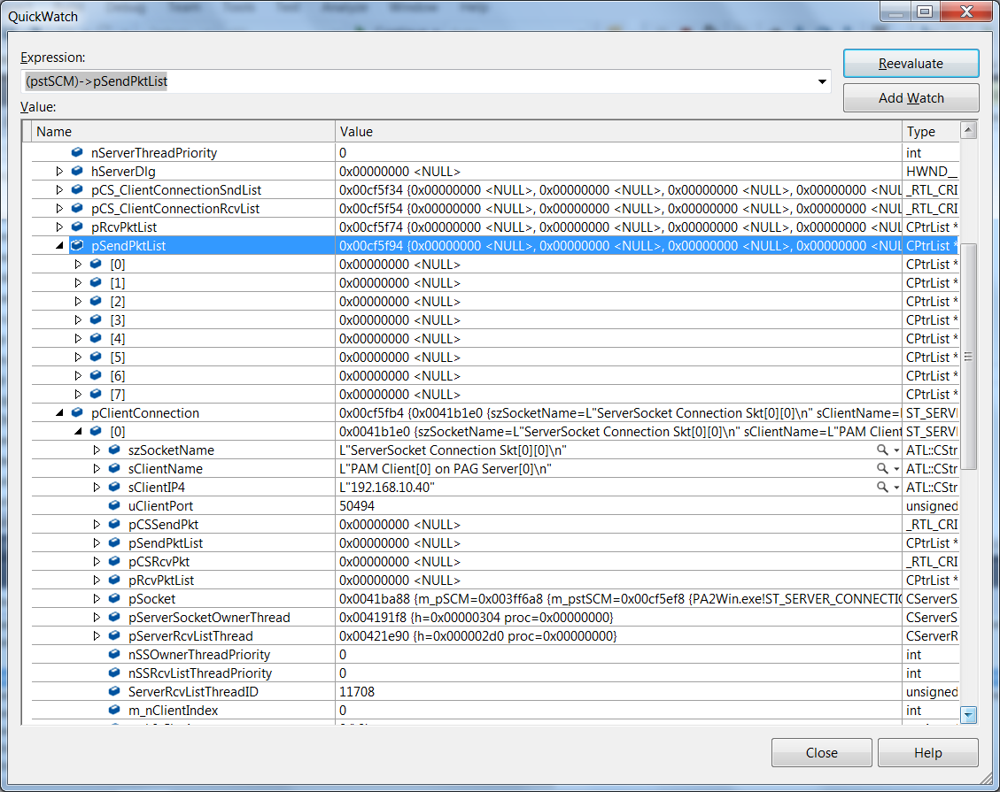 QuickWatch
Expression:
(pstSCM)->pSendPktList
Reevaluate
Add Watch
Value:
Name Value Type
nServerThreadPriority 0 int
hServerDlg 0x00000000 <NULL> HWND__
pCS_ClientConnectionSndList 0x00cf5f34 {0x00000000 <NULL>, 0x00000000 <NULL>, 0x00000000 <NULL>, 0x00000000 <NUL _RTL_CRI
pCS_ClientConnectionRcvList 0x00cf5f54 {0x00000000 <NULL>, 0x00000000 <NULL>, 0x00000000 <NULL>, 0x00000000 <NUL _RTL_CRI
pRcvPktList 0x00cf5f74 {0x00000000 <NULL>, 0x00000000 <NULL>, 0x00000000 <NULL>, 0x00000000 <NUL CPtrList *
pSendPktList 0x00cf5f94 {0x00000000 <NULL>, 0x00000000 <NULL>, 0x00000000 <NULL>, 0x00000000 <NUL CPtrList *
[0] 0x00000000 <NULL> CPtrList *
[1] 0x00000000 <NULL> CPtrList *
[2] 0x00000000 <NULL> CPtrList *
[3] 0x00000000 <NULL> CPtrList *
[4] 0x00000000 <NULL> CPtrList *
[5] 0x00000000 <NULL> CPtrList *
[6] 0x00000000 <NULL> CPtrList *
[7] 0x00000000 <NULL> CPtrList *
pClientConnection 0x00cf5fb4 {0x0041b1e0 {szSocketName=L"ServerSocket Connection Skt[0][0]\n" sClientName= ST_SERV
[0] 0x0041b1e0 {szSocketName=L"ServerSocket Connection Skt[0][0]\n" sClientName=L"PAM Client ST_SERV
szSocketName L"ServerSocket Connection Skt[0][0]\n" ATL::CStr
sClientName L"PAM Client[0] on PAG Server[0]\n" ATL::CStr
sClientIP4 L"192.168.10.40" ATL::CStr
uClientPort 50494 unsigned
pCSSendPkt 0x00000000 <NULL> _RTL_CRI
pSendPktList 0x00000000 <NULL> CPtrList *
pCSRcvPkt 0x00000000 <NULL> _RTL_CRI
pRcvPktList 0x00000000 <NULL> CPtrList *
pSocket 0x0041ba88 {m_pSCM=0x003ff6a8 {m_pstSCM=0x00cf5ef8 {PA2Win.exe!ST_SERVER_CONNECTIO CServerS
pServerSocketOwnerThread 0x004191f8 {h=0x00000304 proc=0x00000000} CServerS
pServerRcvListThread 0x00421e90 {h=0x000002d0 proc=0x00000000} CServerR
nSSOwnerThreadPriority 0 int
nSSRcvListThreadPriority 0 int
ServerRcvListThreadID 11708 unsigned
m_nClientIndex 0 int
Close
Help